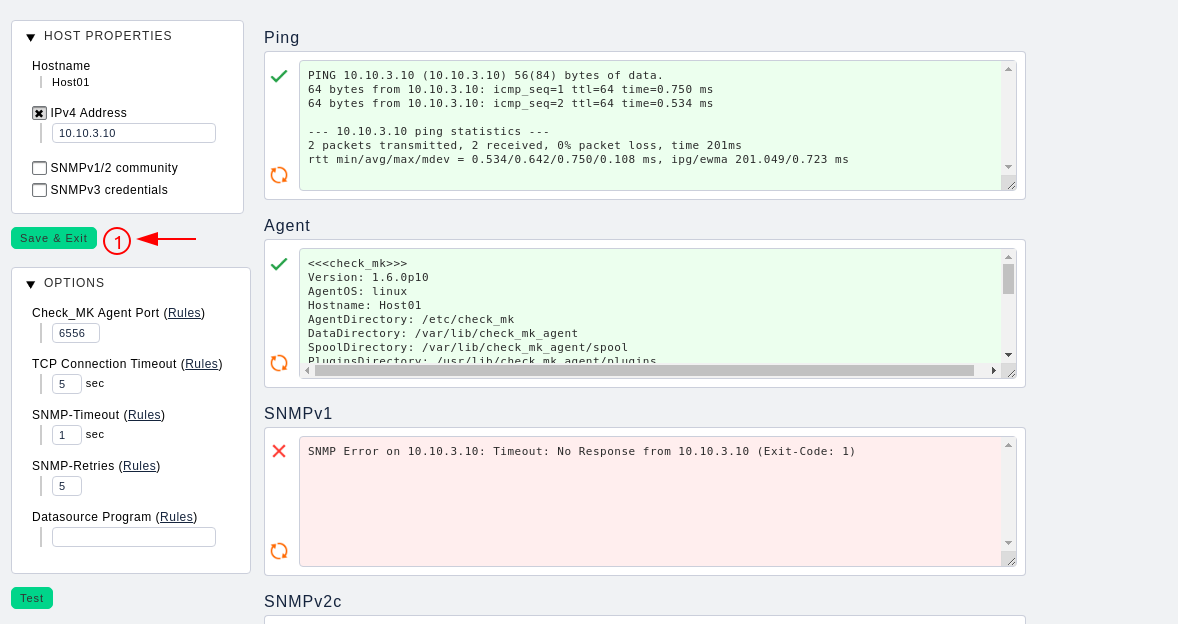 HOST PROPERTIES
Hostname
Host01
IPv4 Address
10.10.3.10
SNMPv1/2 community
SNMPv3 credentials
Save & Exit
1
OPTIONS
Check_MK Agent Port (Rules)
6556
TCP Connection Timeout (Rules)
5 sec
SNMP-Timeout (Rules)
1 sec
SNMP-Retries (Rules)
5
Datasource Program (Rules)
Test
Ping
PING 10.10.3.10 (10.10.3.10) 56(84) bytes of data.
64 bytes from 10.10.3.10: icmp_seq=1 ttl=64 time=0.750 ms
64 bytes from 10.10.3.10: icmp_seq=2 ttl=64 time=0.534 ms
--- 10.10.3.10 ping statistics ---
2 packets transmitted, 2 received, 0% packet loss, time 201ms
rtt min/avg/max/mdev = 0.534/0.642/0.750/0.108 ms, ipg/ewma 201.049/0.723 ms
Agent
<<<check_mk>>>
Version: 1.6.0p10
AgentOS: linux
Hostname: Host01
AgentDirectory: /etc/check_mk
DataDirectory: /var/lib/check_mk_agent
SpoolDirectory: /var/lib/check_mk_agent/spool
PluginsDirectory: /usr/lib/check_mk_agent/plugins
SNMPv1
SNMP Error on 10.10.3.10: Timeout: No Response from 10.10.3.10 (Exit-Code: 1)
SNMPv2c